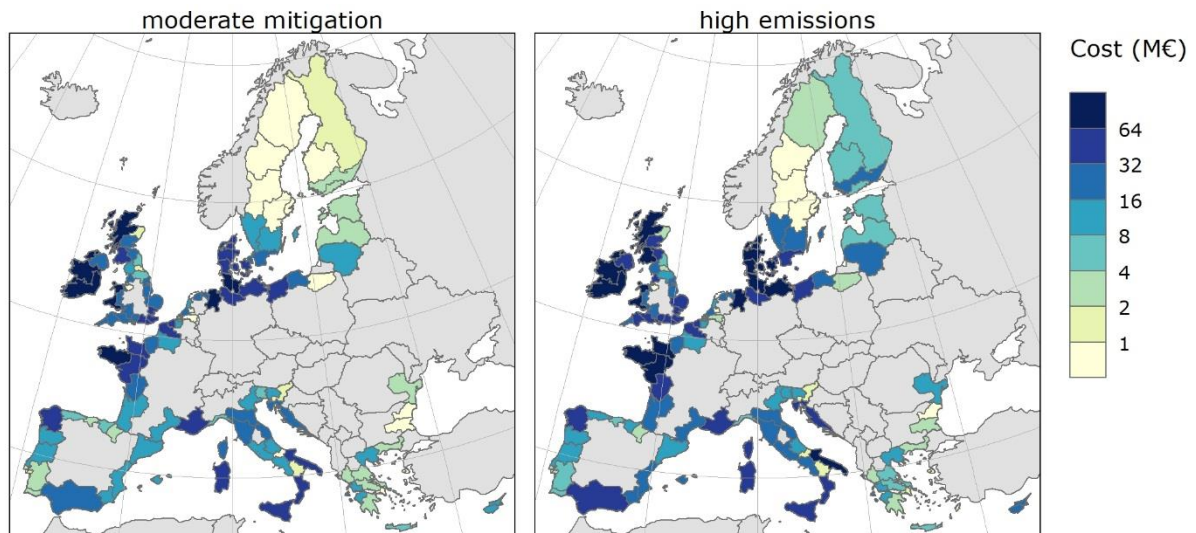 moderate mitigation
high emissions
Cost (M€)
64
32
16
8
4
2
1